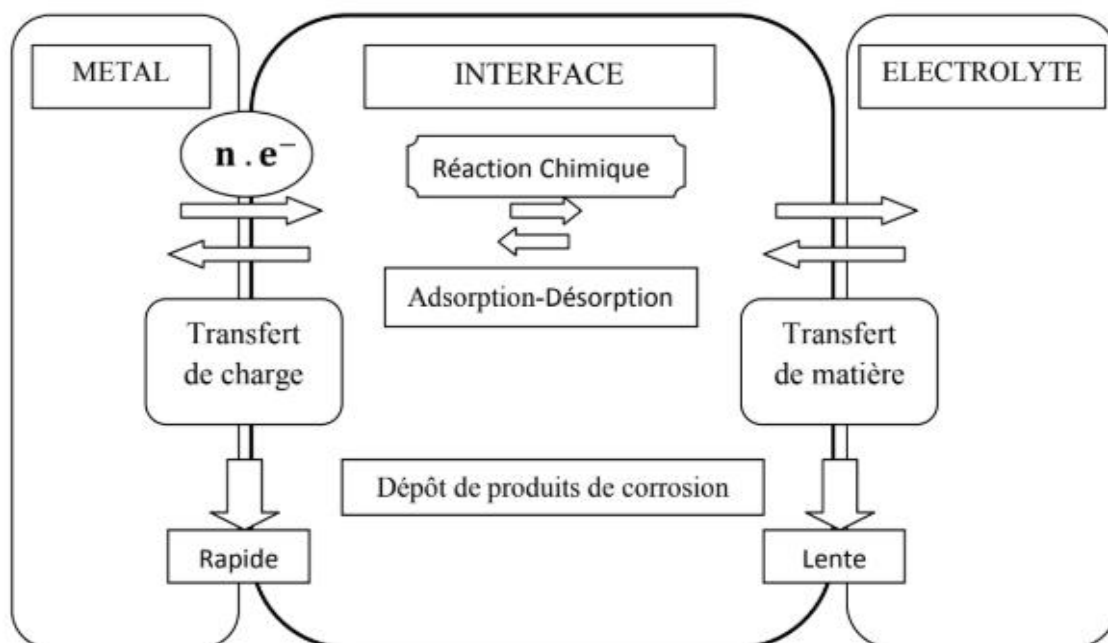 METAL
INTERFACE
ELECTROLYTE
n . e⁻
Réaction Chimique
Adsorption-Désorption
Transfert
de charge
Transfert
de matière
Dépôt de produits de corrosion
Rapide
Lente